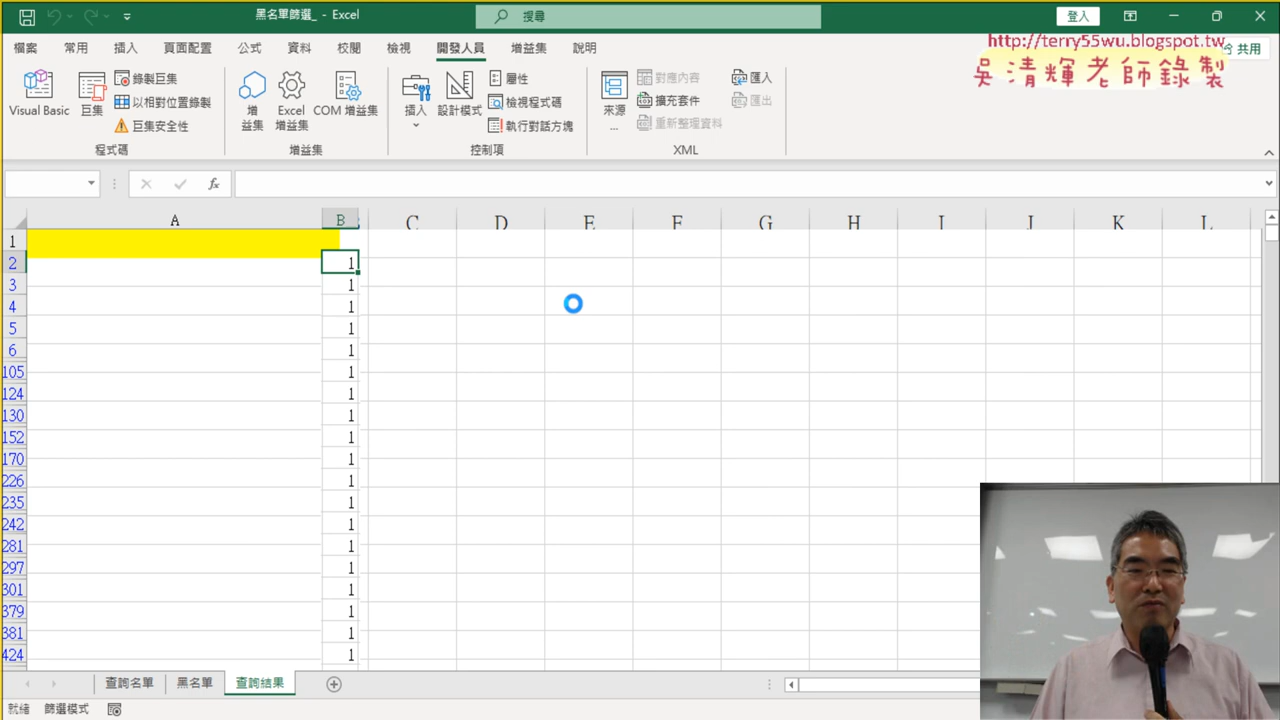 黑名單篩選_ - Excel
搜尋
登入
檔案 常用 插入 頁面配置 公式 資料 校閱 檢視 開發人員 增益集 說明
共用
http://terry55wu.blogspot.tw
吳清輝老師錄製
Visual Basic
巨集
錄製巨集
以相對位置錄製
巨集安全性
程式碼
增
益集
Excel
增益集
COM 增益集
增益集
插入
設計模式
屬性
檢視程式碼
執行對話方塊
控制項
來源
...
對應內容
擴充套件
重新整理資料
匯入
匯出
XML
fx
A B C D E F G H I J K L
1
2 1
3 1
4 1
5 1
6 1
105 1
124 1
130 1
152 1
170 1
226 1
235 1
242 1
281 1
297 1
301 1
379 1
381 1
424 1
查詢名單 黑名單 查詢結果
就緒 篩選模式